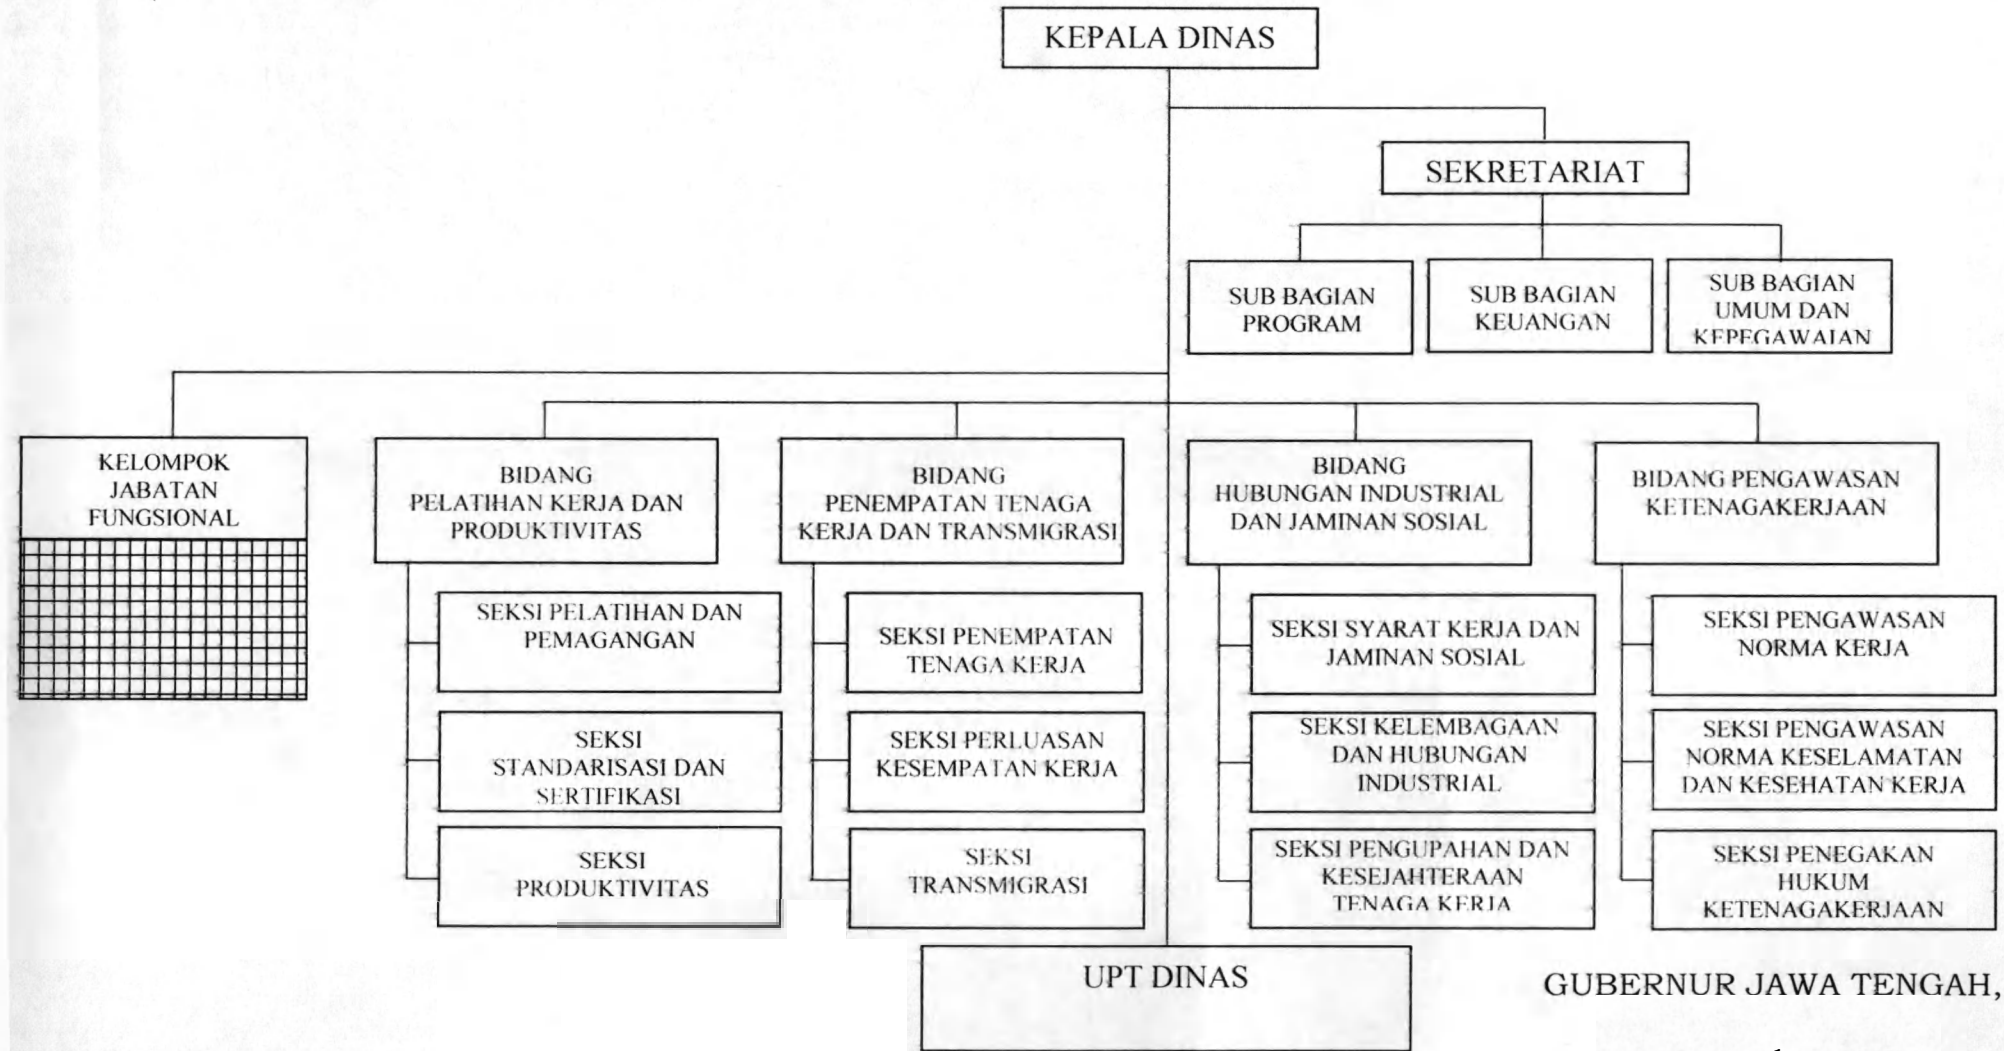 KEPALA DINAS
SEKRETARIAT
SUB BAGIAN
PROGRAM
SUB BAGIAN
KEUANGAN
SUB BAGIAN
UMUM DAN
KEPEGAWAIAN
KELOMPOK
JABATAN
FUNGSIONAL
BIDANG
PELATIHAN KERJA DAN
PRODUKTIVITAS
SEKSI PELATIHAN DAN
PEMAGANGAN
SEKSI
STANDARISASI DAN
SERTIFIKASI
SEKSI
PRODUKTIVITAS
BIDANG
PENEMPATAN TENAGA
KERJA DAN TRANSMIGRASI
SEKSI PENEMPATAN
TENAGA KERJA
SEKSI PERLUASAN
KESEMPATAN KERJA
SEKSI
TRANSMIGRASI
BIDANG
HUBUNGAN INDUSTRIAL
DAN JAMINAN SOSIAL
SEKSI SYARAT KERJA DAN
JAMINAN SOSIAL
SEKSI KELEMBAGAAN
DAN HUBUNGAN
INDUSTRIAL
SEKSI PENGUPAHAN DAN
KESEJAHTERAAN
TENAGA KERJA
BIDANG PENGAWASAN
KETENAGAKERJAAN
SEKSI PENGAWASAN
NORMA KERJA
SEKSI PENGAWASAN
NORMA KESELAMATAN
DAN KESEHATAN KERJA
SEKSI PENEGAKAN
HUKUM
KETENAGAKERJAAN
UPT DINAS
GUBERNUR JAWA TENGAH,